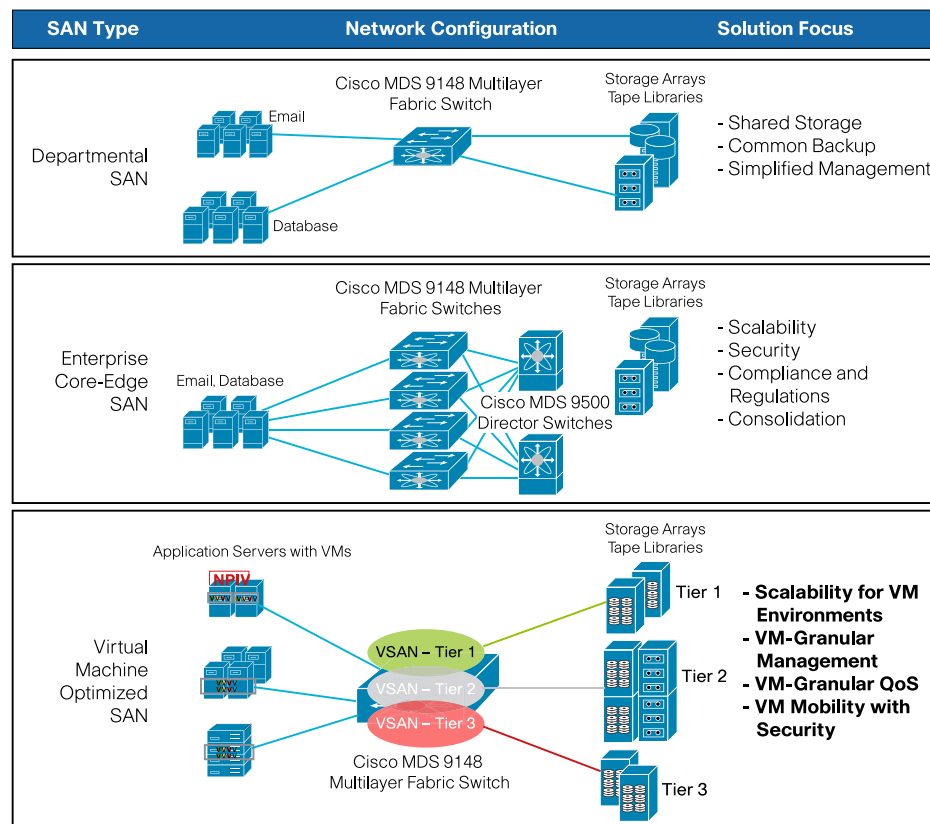 SAN Type
Network Configuration
Solution Focus
Departmental
SAN
Email
Database
Cisco MDS 9148 Multilayer
Fabric Switch
Storage Arrays
Tape Libraries
- Shared Storage
- Common Backup
- Simplified Management
Enterprise
Core-Edge
SAN
Email, Database
Cisco MDS 9148 Multilayer
Fabric Switches
Cisco MDS 9500
Director Switches
Storage Arrays
Tape Libraries
- Scalability
- Security
- Compliance and
Regulations
- Consolidation
Virtual
Machine
Optimized
SAN
Application Servers with VMs
NPIV
VSAN – Tier 1
VSAN – Tier 2
VSAN – Tier 3
Cisco MDS 9148
Multilayer Fabric Switch
Storage Arrays
Tape Libraries
Tier 1
Tier 2
Tier 3
- Scalability for VM
Environments
- VM-Granular
Management
- VM-Granular QoS
- VM Mobility with
Security